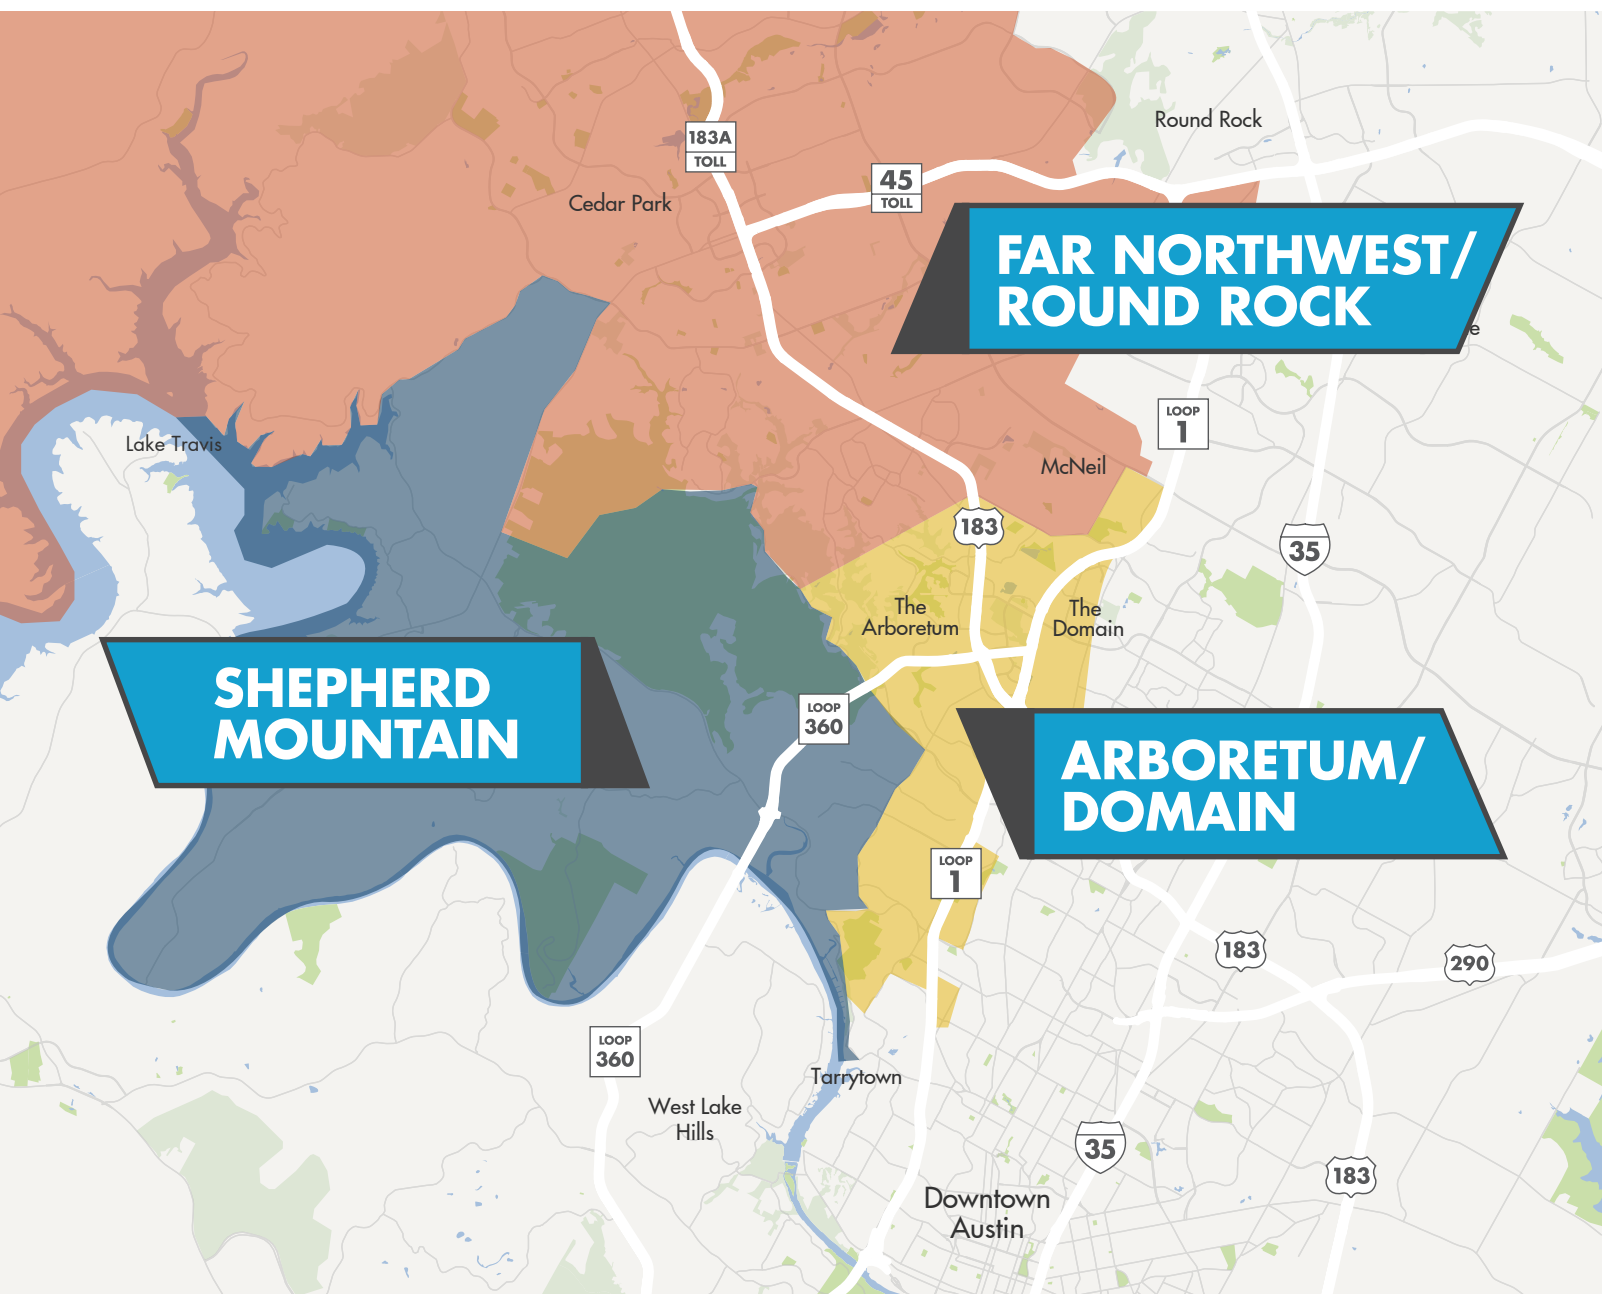 Round Rock
183A
TOLL
45
TOLL
Cedar Park
FAR NORTHWEST/
ROUND ROCK
e
LOOP
1
Lake Travis
McNeil
183
35
The
Arboretum
The
Domain
SHEPHERD
MOUNTAIN
LOOP
360
ARBORETUM/
DOMAIN
LOOP
1
183
290
LOOP
360
Tarrytown
West Lake
Hills
35
183
Downtown
Austin